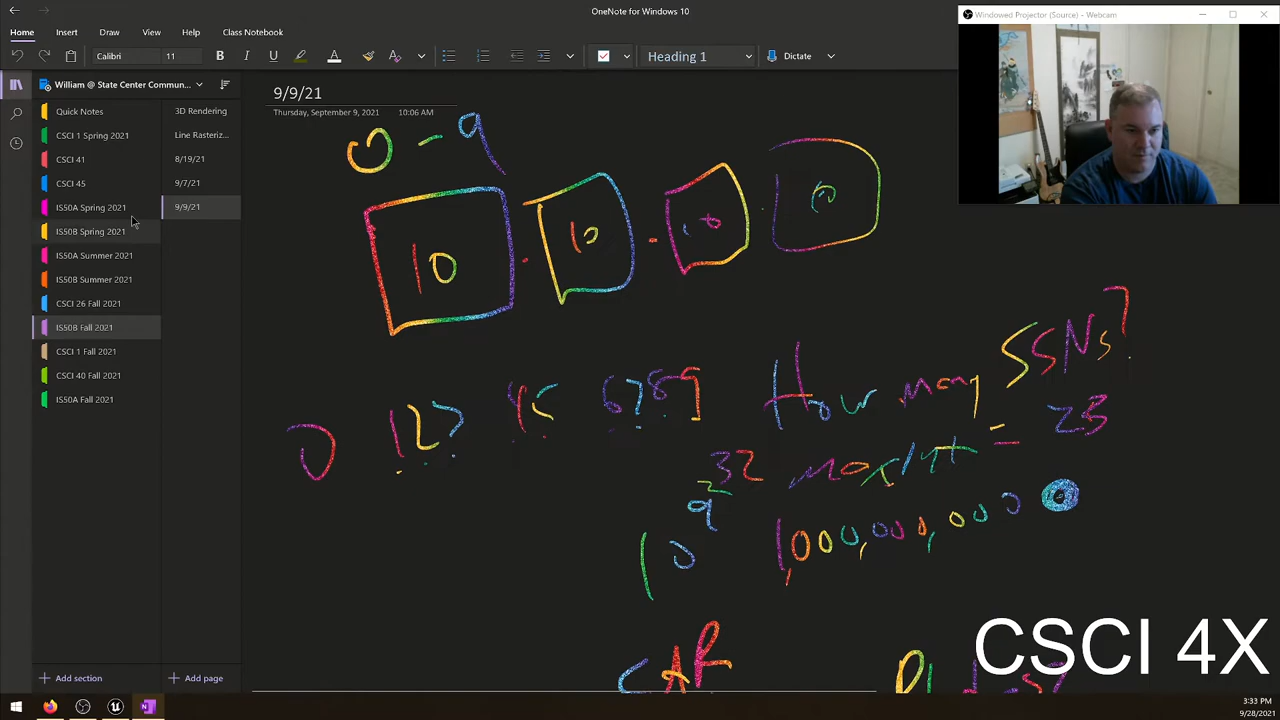 OneNote for Windows 10
Windowed Projector (Source) - Webcam
Home Insert Draw View Help Class Notebook
Calibri 11 B I U A Heading 1 Dictate
William @ State Center Commun...
Quick Notes
CSCI 1 Spring 2021
CSCI 41
CSCI 45
IS50A Spring 2021
IS50B Spring 2021
IS50A Summer 2021
IS50B Summer 2021
CSCI 26 Fall 2021
IS50B Fall 2021
CSCI 1 Fall 2021
CSCI 40 Fall 2021
IS50A Fall 2021
Add section
3D Rendering
Line Rasteriz...
8/19/21
9/7/21
9/9/21
Add page
9/9/21
Thursday, September 9, 2021 10:06 AM
0 - 9
10 . 10 . 10 . 10
How many SSNs?
0 123 45 6789
32
10 9 1,000,000,000
CAR
CSCI 4X
3:33 PM
9/28/2021